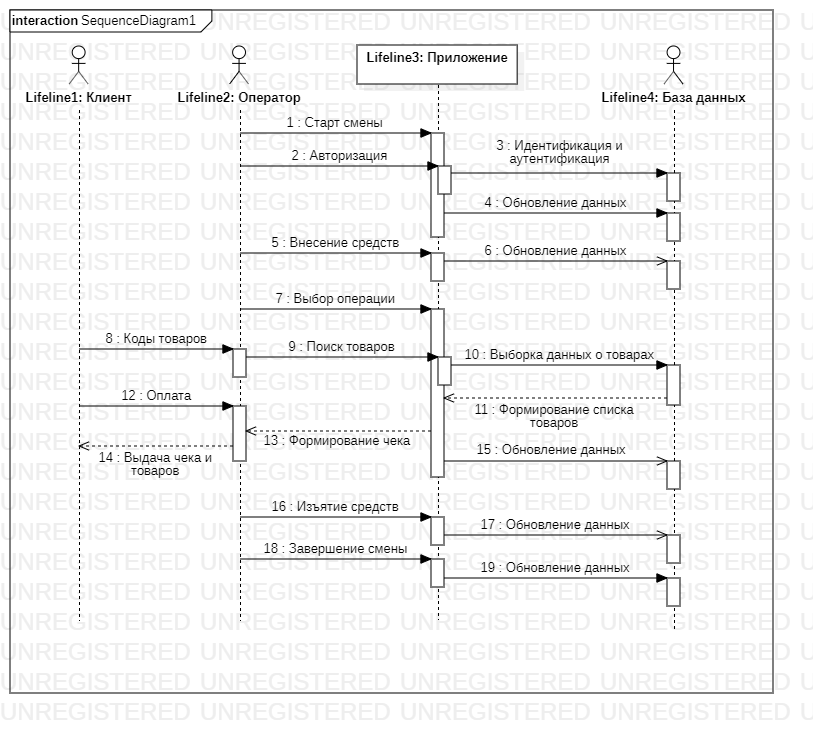 interaction SequenceDiagram1
Lifeline1: Клиент
Lifeline2: Оператор
Lifeline3: Приложение
Lifeline4: База данных
1 : Старт смены
2 : Авторизация
3 : Идентификация и
аутентификация
4 : Обновление данных
5 : Внесение средств
6 : Обновление данных
7 : Выбор операции
8 : Коды товаров
9 : Поиск товаров
10 : Выборка данных о товарах
12 : Оплата
11 : Формирование списка
товаров
13 : Формирование чека
14 : Выдача чека и
товаров
15 : Обновление данных
16 : Изъятие средств
17 : Обновление данных
18 : Завершение смены
19 : Обновление данных
UNREGISTERED UNREGISTERED UNREGISTERED UNREGISTERED